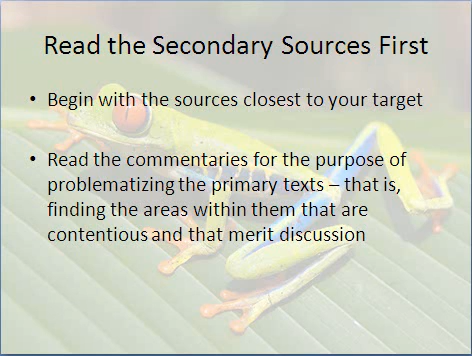 Read the Secondary Sources First
• Begin with the sources closest to your target
• Read the commentaries for the purpose of
problematizing the primary texts – that is,
finding the areas within them that are
contentious and that merit discussion